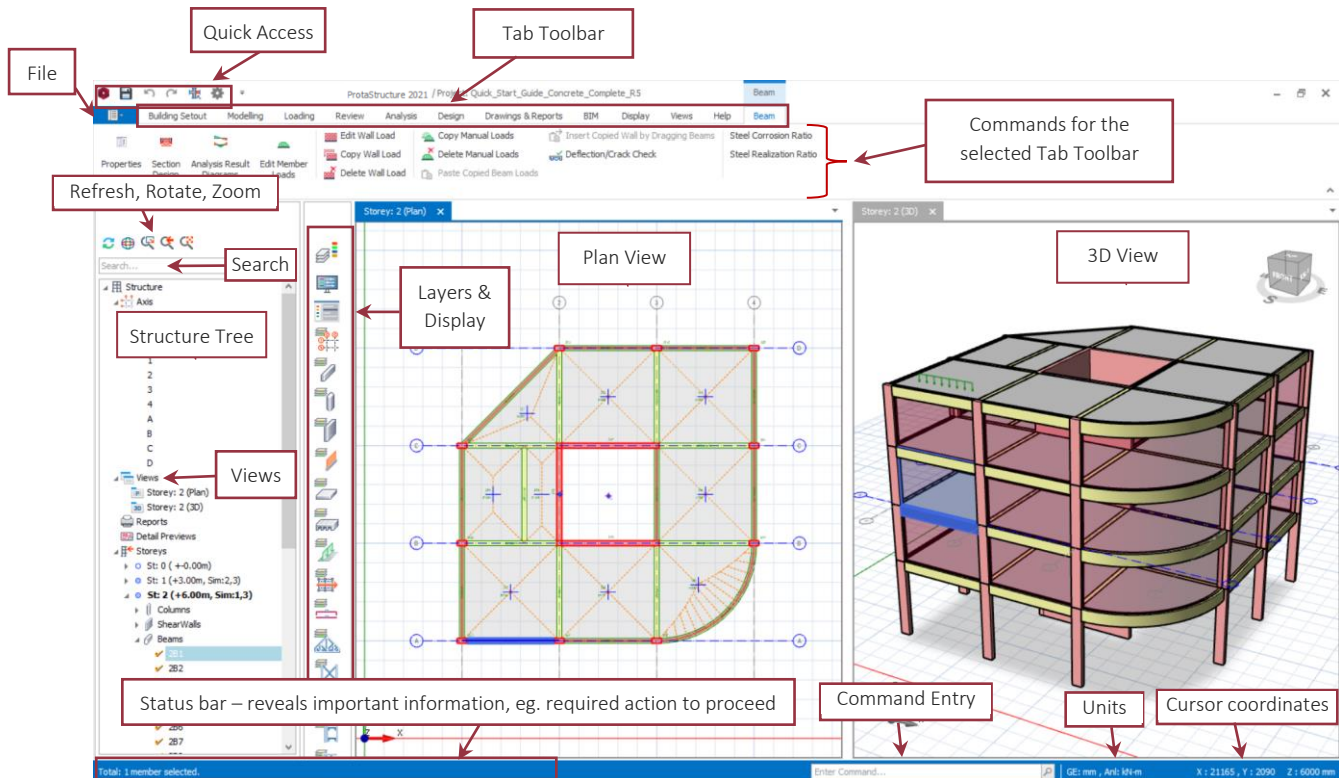 Quick Access
Tab Toolbar
File
ProtaStructure 2021 / Project: Quick_Start_Guide_Concrete_Complete_R5
Beam
Building Setout Modelling Loading Review Analysis Design Drawings & Reports BIM Display Views Help Beam
Properties
Section Design
Analysis Result Diagrams
Edit Member Loads
Edit Wall Load
Copy Wall Load
Delete Wall Load
Copy Manual Loads
Delete Manual Loads
Paste Copied Beam Loads
Insert Copied Wall by Dragging Beams
Deflection/Crack Check
Steel Corrosion Ratio
Steel Realization Ratio
Commands for the
selected Tab Toolbar
Refresh, Rotate, Zoom
Search...
Search
Structure
Axis
Structure Tree
1
2
3
4
A
B
C
D
Views
Views
Storey: 2 (Plan)
Storey: 2 (3D)
Reports
Detail Previews
Storeys
St: 0 ( +-0.00m)
St: 1 (+3.00m, Sim:2,3)
St: 2 (+6.00m, Sim:1,3)
Columns
ShearWalls
Beams
2B1
2B2
2B6
2B7
Layers &
Display
Storey: 2 (Plan)
Plan View
2 3 4
D
C C
B B
A A
X
Storey: 2 (3D)
3D View
FRONT
S E
Status bar – reveals important information, eg. required action to proceed
Command Entry
Units
Cursor coordinates
Total: 1 member selected.
Enter Command...
GE: mm , Anl: kN-m
X : 21165 Y : 2090 Z : 6000 mm